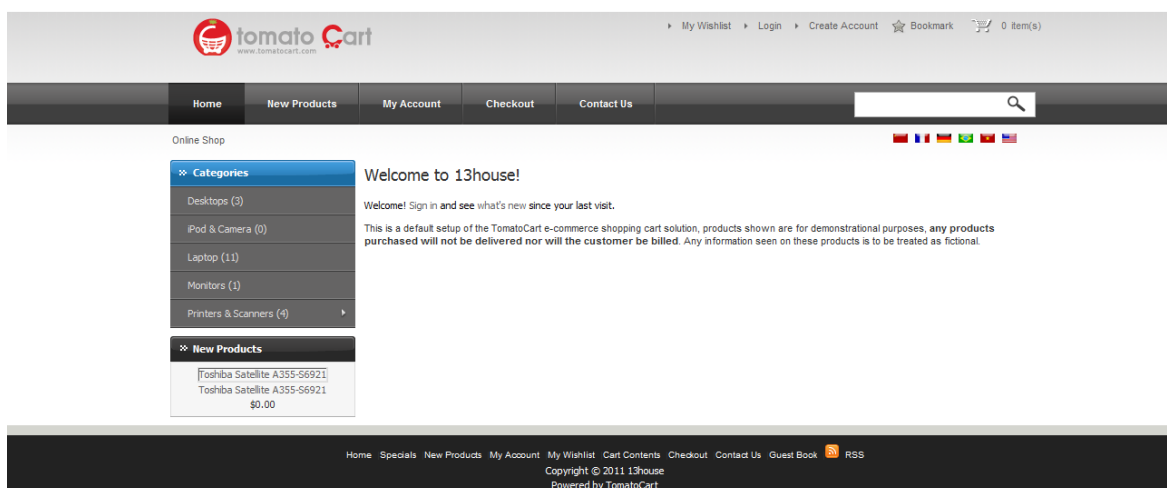 tomato Cart
www.tomatocart.com
My Wishlist Login Create Account Bookmark 0 item(s)
Home New Products My Account Checkout Contact Us
Online Shop
Categories
Desktops (3)
iPod & Camera (0)
Laptop (11)
Monitors (1)
Printers & Scanners (4)
New Products
Toshiba Satellite A355-S6921
Toshiba Satellite A355-S6921
$0.00
Welcome to 13house!
Welcome! Sign in and see what's new since your last visit.
This is a default setup of the TomatoCart e-commerce shopping cart solution, products shown are for demonstrational purposes, any products
purchased will not be delivered nor will the customer be billed. Any information seen on these products is to be treated as fictional.
Home Specials New Products My Account My Wishlist Cart Contents Checkout Contact Us Guest Book RSS
Copyright © 2011 13house
Powered by TomatoCart